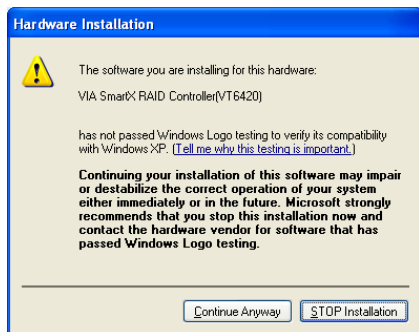 Hardware Installation
The software you are installing for this hardware:
VIA SmartX RAID Controller(VT6420)
has not passed Windows Logo testing to verify its compatibility
with Windows XP. (Tell me why this testing is important.)
Continuing your installation of this software may impair
or destabilize the correct operation of your system
either immediately or in the future. Microsoft strongly
recommends that you stop this installation now and
contact the hardware vendor for software that has
passed Windows Logo testing.
Continue Anyway STOP Installation